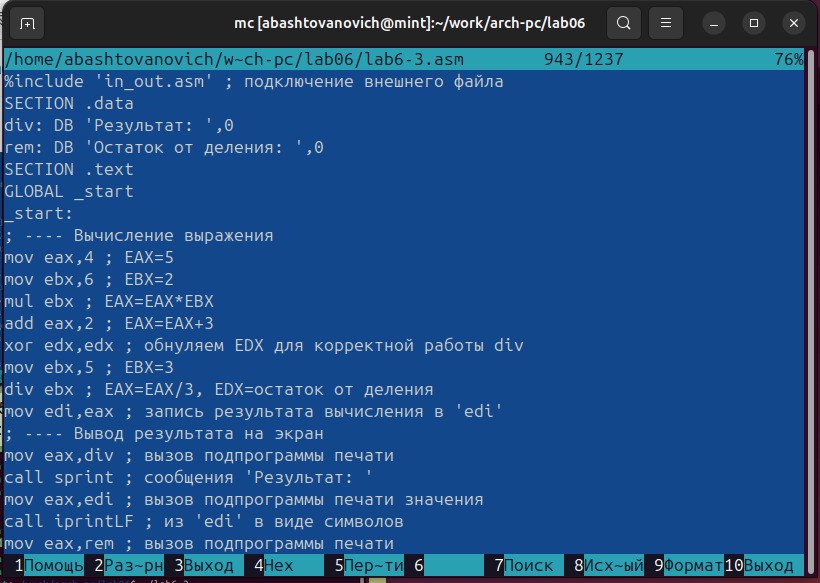 mc [abashtovanovich@mint]:~/work/arch-pc/lab06
/home/abashtovanovich/w~ch-pc/lab06/lab6-3.asm 943/1237 76%
%include 'in_out.asm' ; подключение внешнего файла
SECTION .data
div: DB 'Результат: ',0
rem: DB 'Остаток от деления: ',0
SECTION .text
GLOBAL _start
_start:
; ---- Вычисление выражения
mov eax,4 ; EAX=5
mov ebx,6 ; EBX=2
mul ebx ; EAX=EAX*EBX
add eax,2 ; EAX=EAX+3
xor edx,edx ; обнуляем EDX для корректной работы div
mov ebx,5 ; EBX=3
div ebx ; EAX=EAX/3, EDX=остаток от деления
mov edi,eax ; запись результата вычисления в 'edi'
; ---- Вывод результата на экран
mov eax,div ; вызов подпрограммы печати
call sprint ; сообщения 'Результат: '
mov eax,edi ; вызов подпрограммы печати значения
call iprintLF ; из 'edi' в виде символов
mov eax,rem ; вызов подпрограммы печати
1Помощь 2Раз~рн 3Выход 4Hex 5Пер~ти 6 7Поиск 8Исх~ый 9Формат 10Выход